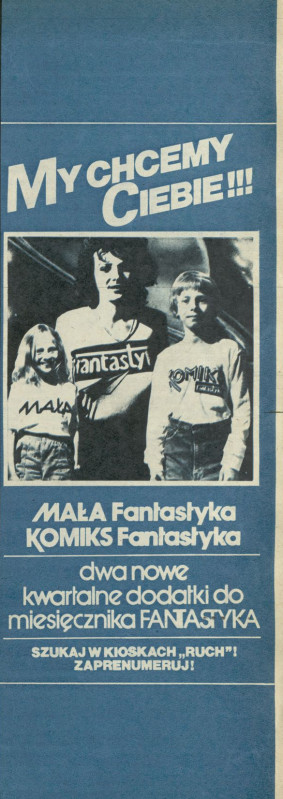 MY CHCEMY
CIEBIE!!!
fantasty
MAŁA
KOMIKS
Fantastyka
MAŁA Fantastyka
KOMIKS Fantastyka
dwa nowe
kwartalne dodatki do
miesięcznika FANTASTYKA
SZUKAJ W KIOSKACH „RUCH”!
ZAPRENUMERUJ!